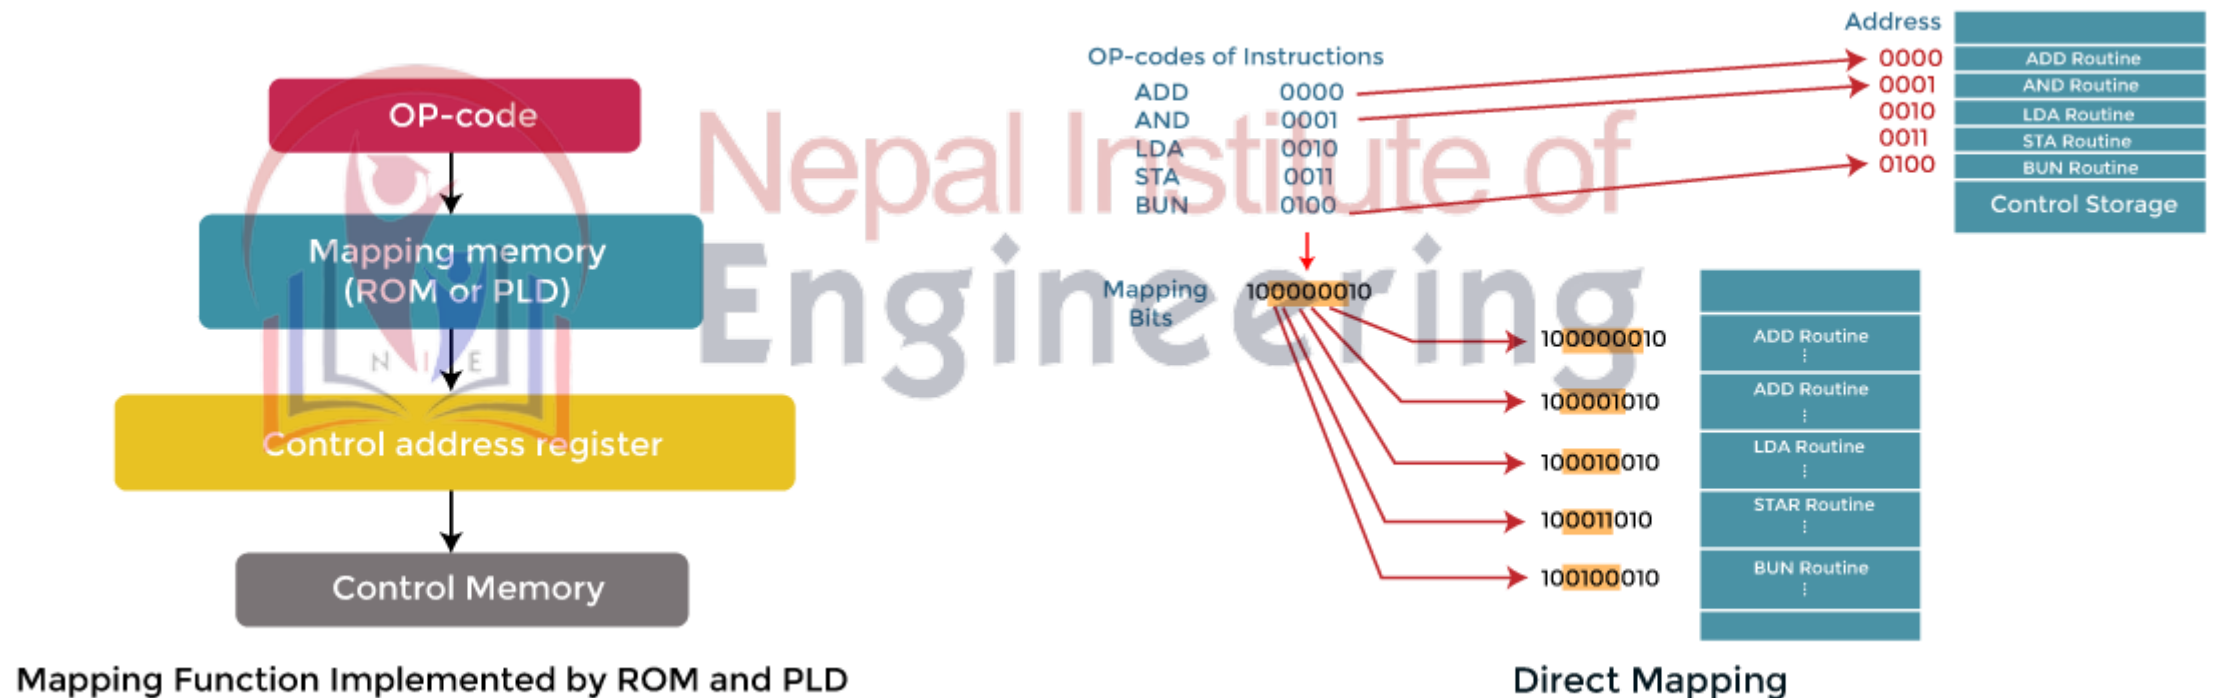 OP-code
Mapping memory
(ROM or PLD)
Control address register
Control Memory
Mapping Function Implemented by ROM and PLD
Nepal Institute of
Engineering
N I E
OP-codes of Instructions
ADD 0000
AND 0001
LDA 0010
STA 0011
BUN 0100
Address
0000 ADD Routine
0001 AND Routine
0010 LDA Routine
0011 STA Routine
0100 BUN Routine
Control Storage
Mapping 100000010
Bits
100000010 ADD Routine
100001010 ADD Routine
100010010 LDA Routine
100011010 STAR Routine
100100010 BUN Routine
Direct Mapping